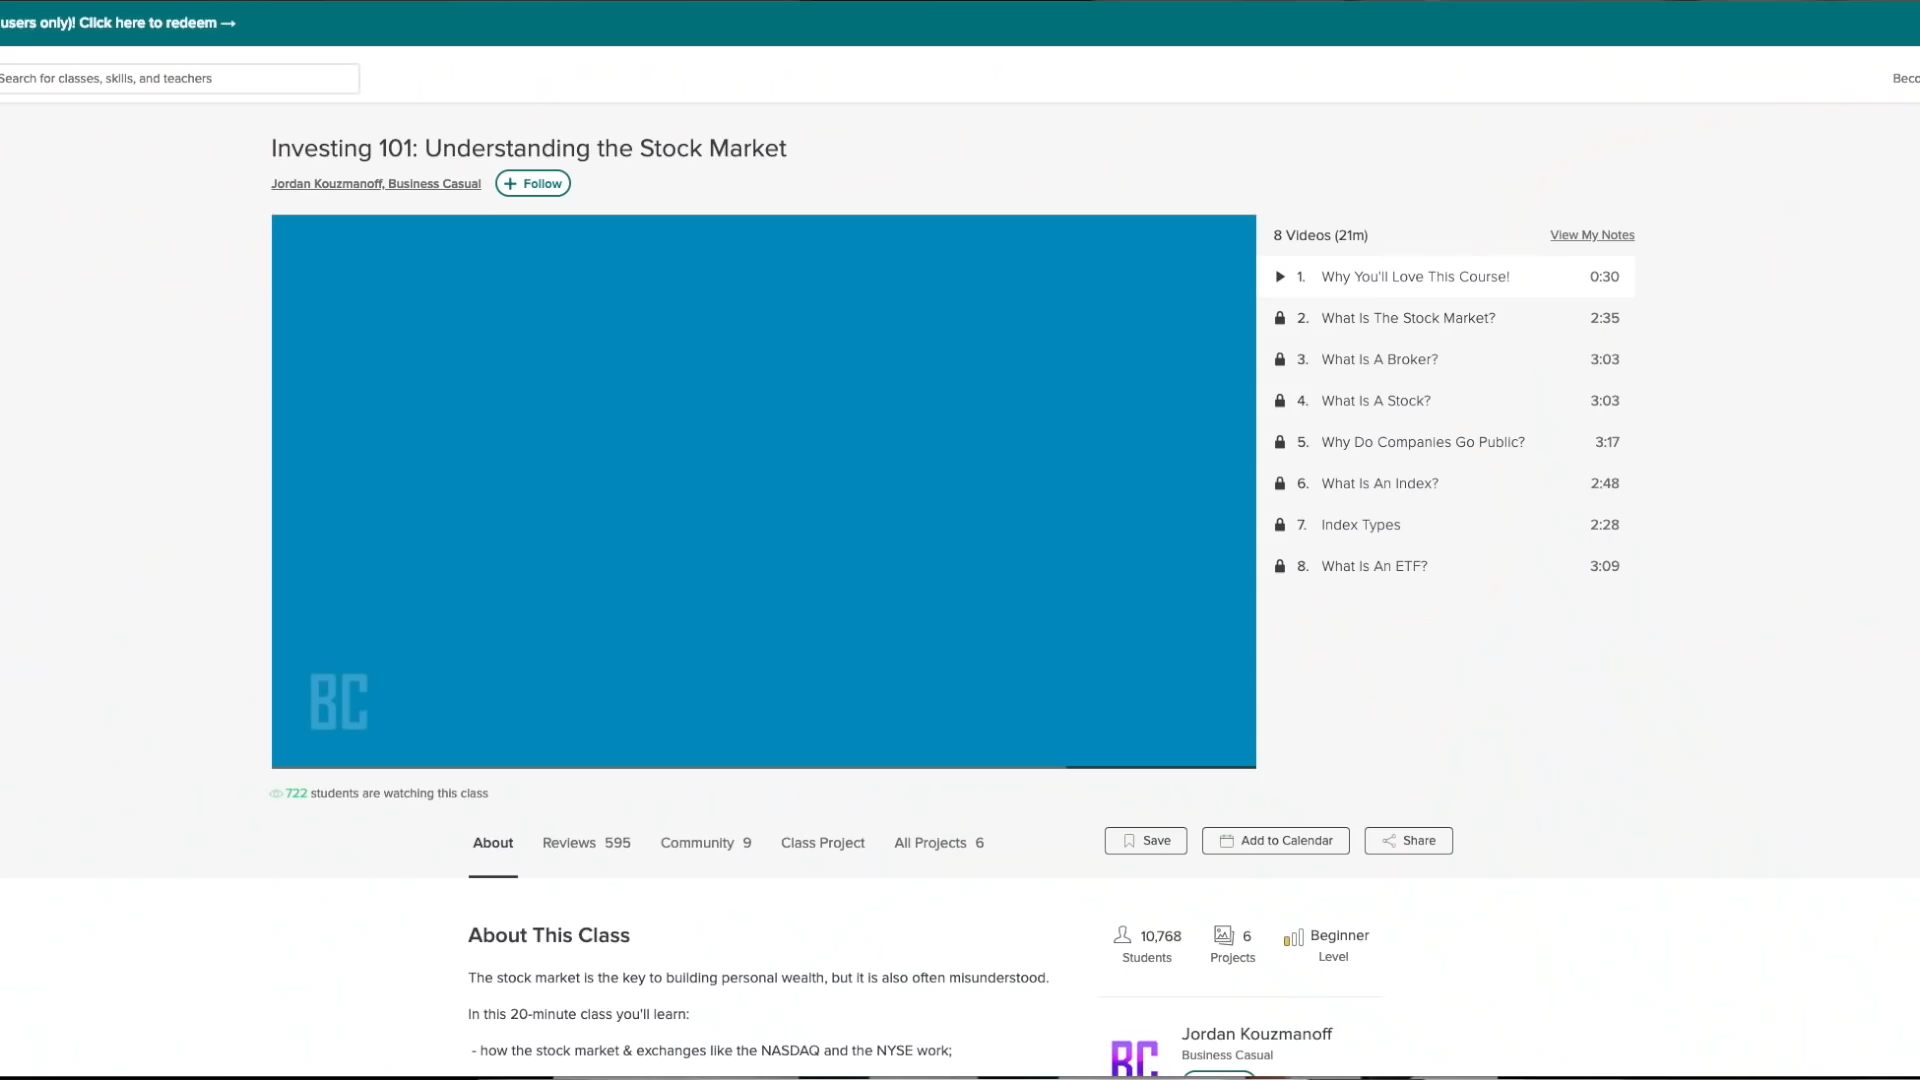 users only)! Click here to redeem →
Search for classes, skills, and teachers
Investing 101: Understanding the Stock Market
Jordan Kouzmanoff, Business Casual
+ Follow
8 Videos (21m)
View My Notes
1. Why You'll Love This Course! 0:30
2. What Is The Stock Market? 2:35
3. What Is A Broker? 3:03
4. What Is A Stock? 3:03
5. Why Do Companies Go Public? 3:17
6. What Is An Index? 2:48
7. Index Types 2:28
8. What Is An ETF? 3:09
BC
722 students are watching this class
About Reviews 595 Community 9 Class Project All Projects 6
Save Add to Calendar Share
About This Class
The stock market is the key to building personal wealth, but it is also often misunderstood.
In this 20-minute class you'll learn:
- how the stock market & exchanges like the NASDAQ and the NYSE work;
10,768 6 Beginner
Students Projects Level
Jordan Kouzmanoff
Business Casual
BC